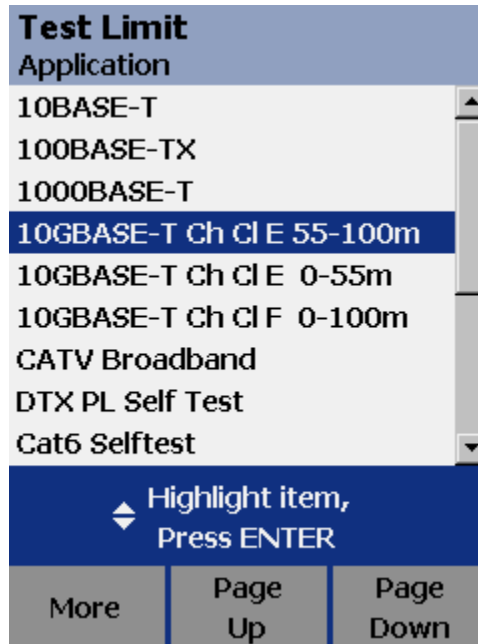 Test Limit
Application
10BASE-T
100BASE-TX
1000BASE-T
10GBASE-T Ch Cl E 55-100m
10GBASE-T Ch Cl E  0-55m
10GBASE-T Ch Cl F  0-100m
CATV Broadband
DTX PL Self Test
Cat6 Selftest
Highlight item,
Press ENTER
More
Page
Up
Page
Down